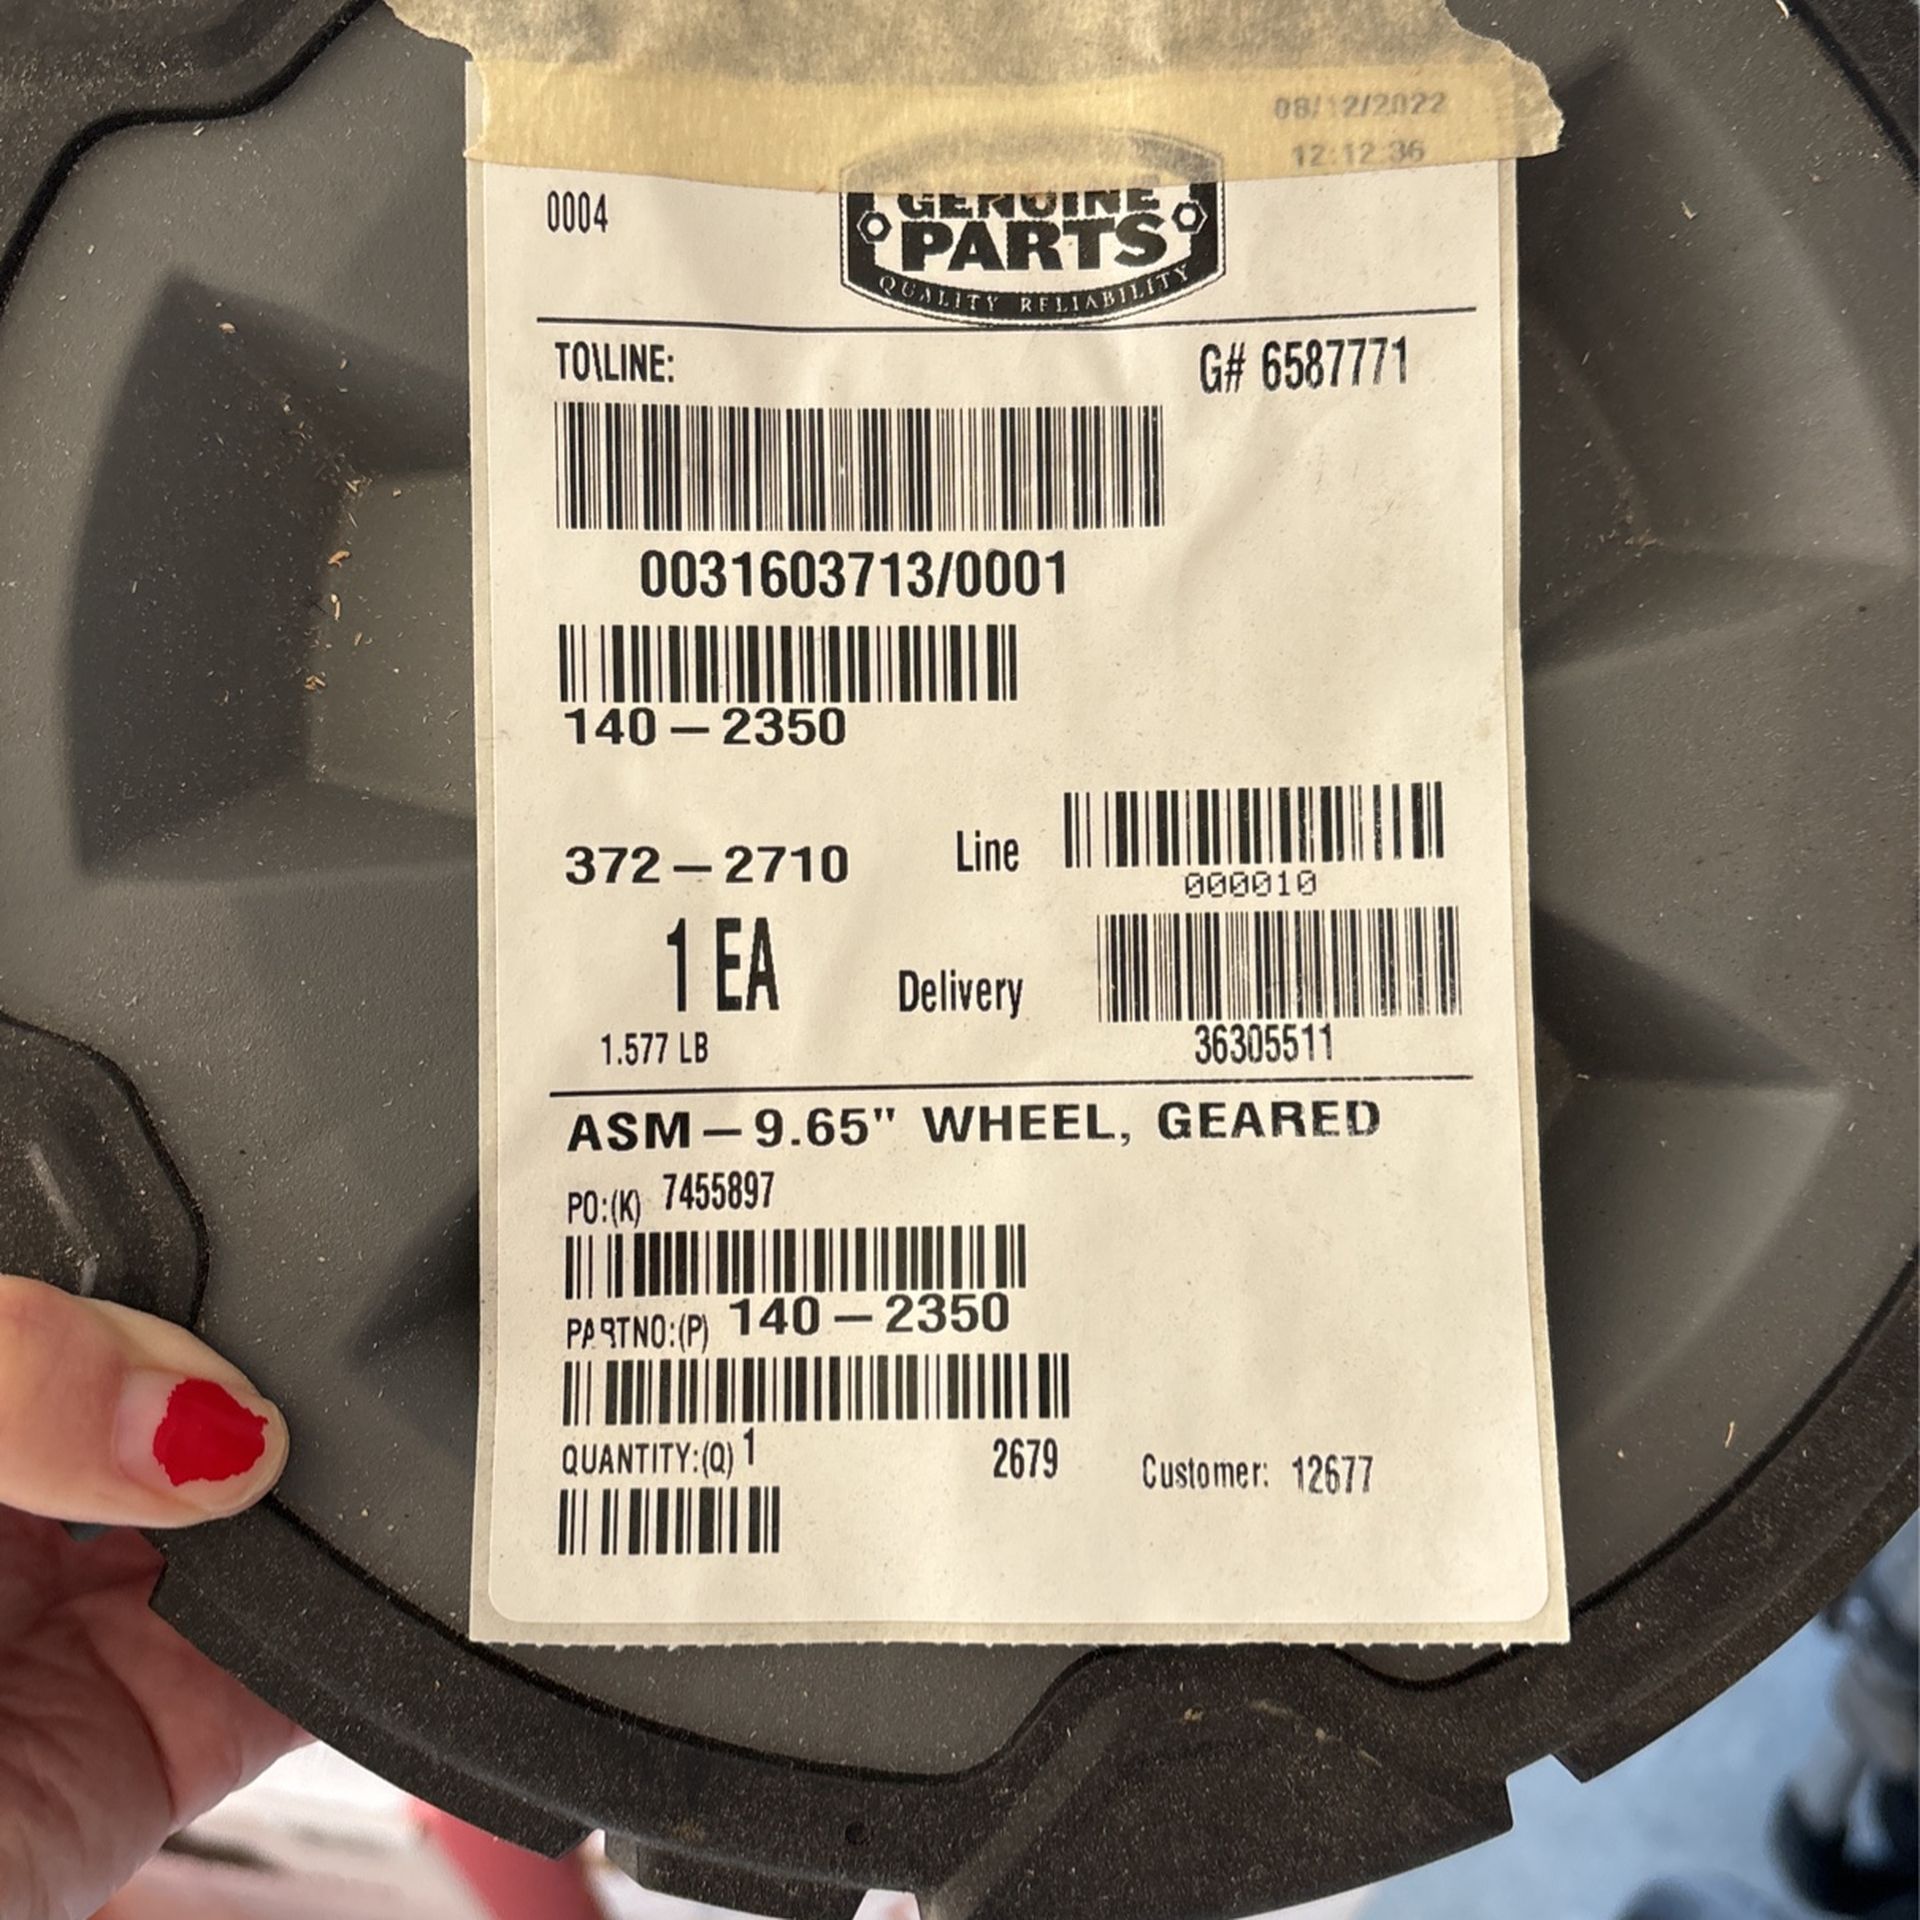 08/12/2022
12:12:36
0004
GENUINE
PARTS
QUALITY RELIABILITY
TO\LINE:
G# 6587771
0031603713/0001
140-2350
372-2710
Line
000010
1 EA
Delivery
1.577 LB
36305511
ASM-9.65" WHEEL, GEARED
PO:(K) 7455897
PARTNO:(P) 140-2350
QUANTITY:(Q) 1
2679
Customer: 12677